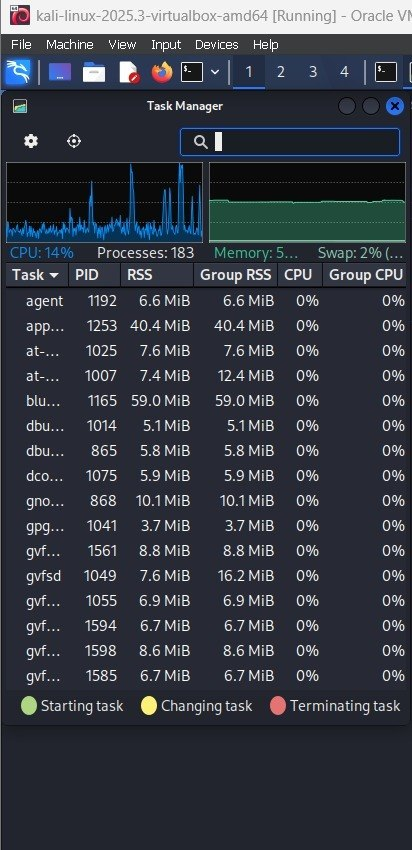 kali-linux-2025.3-virtualbox-amd64 [Running] - Oracle VM
File Machine View Input Devices Help
1 2 3 4
Task Manager
CPU: 14% Processes: 183 Memory: 5... Swap: 2% (...
Task PID RSS Group RSS CPU Group CPU
agent 1192 6.6 MiB 6.6 MiB 0% 0%
app... 1253 40.4 MiB 40.4 MiB 0% 0%
at-... 1025 7.6 MiB 7.6 MiB 0% 0%
at-... 1007 7.4 MiB 12.4 MiB 0% 0%
blu... 1165 59.0 MiB 59.0 MiB 0% 0%
dbu... 1014 5.1 MiB 5.1 MiB 0% 0%
dbu... 865 5.8 MiB 5.8 MiB 0% 0%
dco... 1075 5.9 MiB 5.9 MiB 0% 0%
gno... 868 10.1 MiB 10.1 MiB 0% 0%
gpg... 1041 3.7 MiB 3.7 MiB 0% 0%
gvf... 1561 8.8 MiB 8.8 MiB 0% 0%
gvfsd 1049 7.6 MiB 16.2 MiB 0% 0%
gvf... 1055 6.9 MiB 6.9 MiB 0% 0%
gvf... 1594 6.7 MiB 6.7 MiB 0% 0%
gvf... 1598 8.6 MiB 8.6 MiB 0% 0%
gvf... 1585 6.7 MiB 6.7 MiB 0% 0%
Starting task Changing task Terminating task